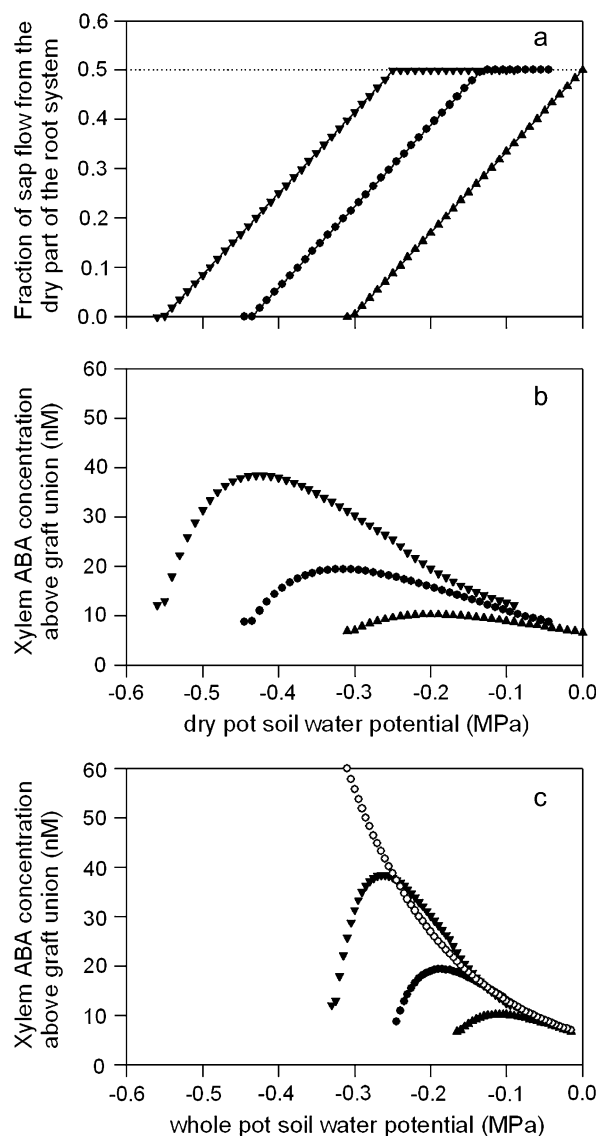 Fraction of sap flow from the
dry part of the root system
0.6
0.5
0.4
0.3
0.2
0.1
0.0
a
Xylem ABA concentration
above graft union (nM)
60
50
40
30
20
10
0
b
-0.6 -0.5 -0.4 -0.3 -0.2 -0.1 0.0
dry pot soil water potential (MPa)
Xylem ABA concentration
above graft union (nM)
60
50
40
30
20
10
0
c
-0.6 -0.5 -0.4 -0.3 -0.2 -0.1 0.0
whole pot soil water potential (MPa)